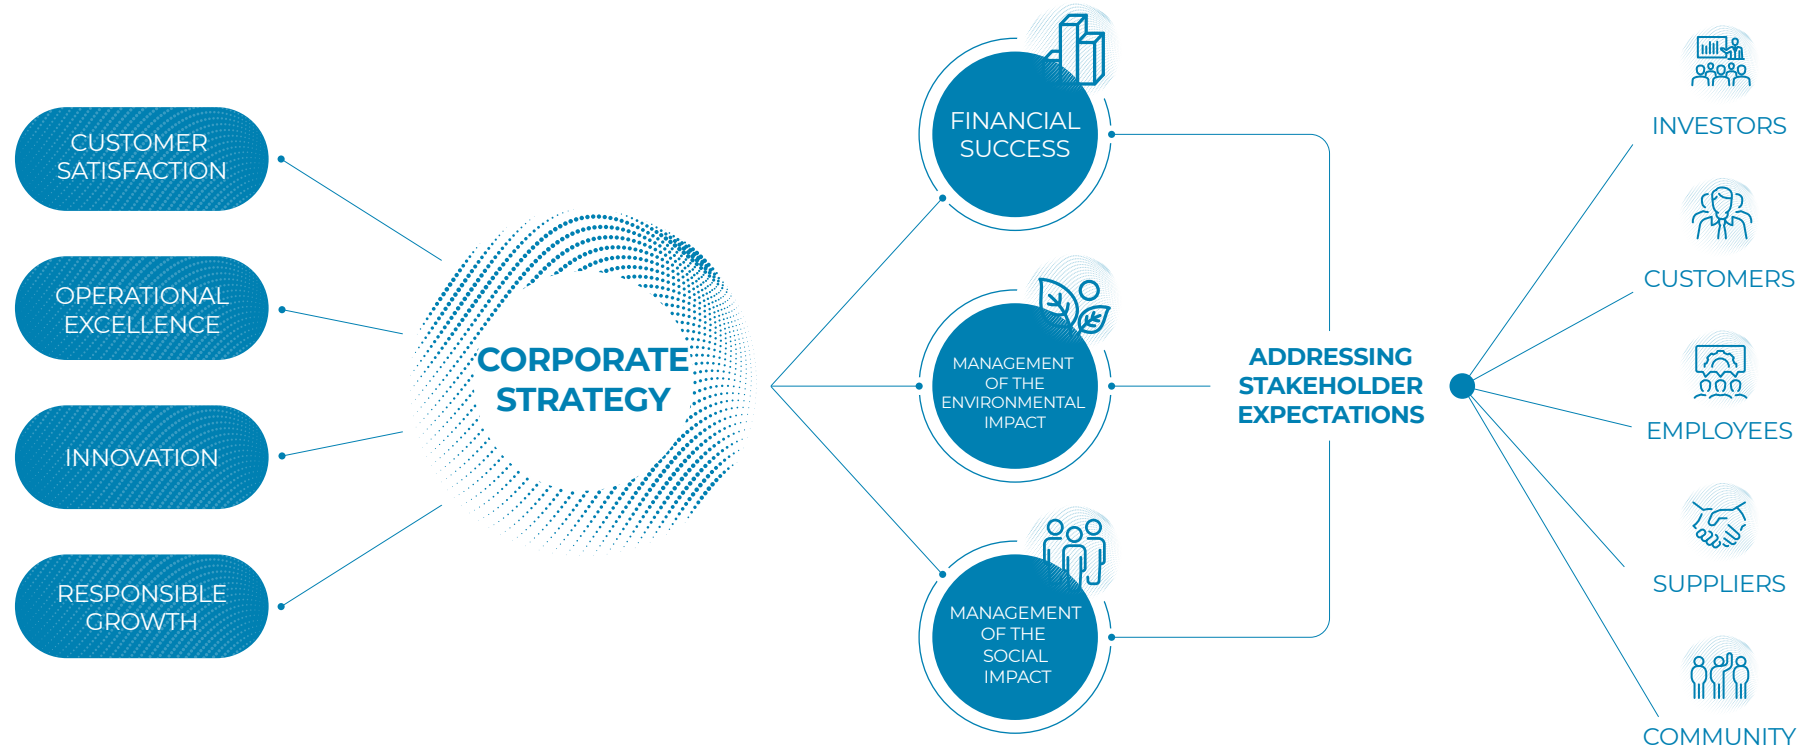 CUSTOMER
SATISFACTION
OPERATIONAL
EXCELLENCE
INNOVATION
RESPONSIBLE
GROWTH
CORPORATE
STRATEGY
FINANCIAL
SUCCESS
MANAGEMENT
OF THE
ENVIRONMENTAL
IMPACT
MANAGEMENT
OF THE
SOCIAL
IMPACT
ADDRESSING
STAKEHOLDER
EXPECTATIONS
INVESTORS
CUSTOMERS
EMPLOYEES
SUPPLIERS
COMMUNITY